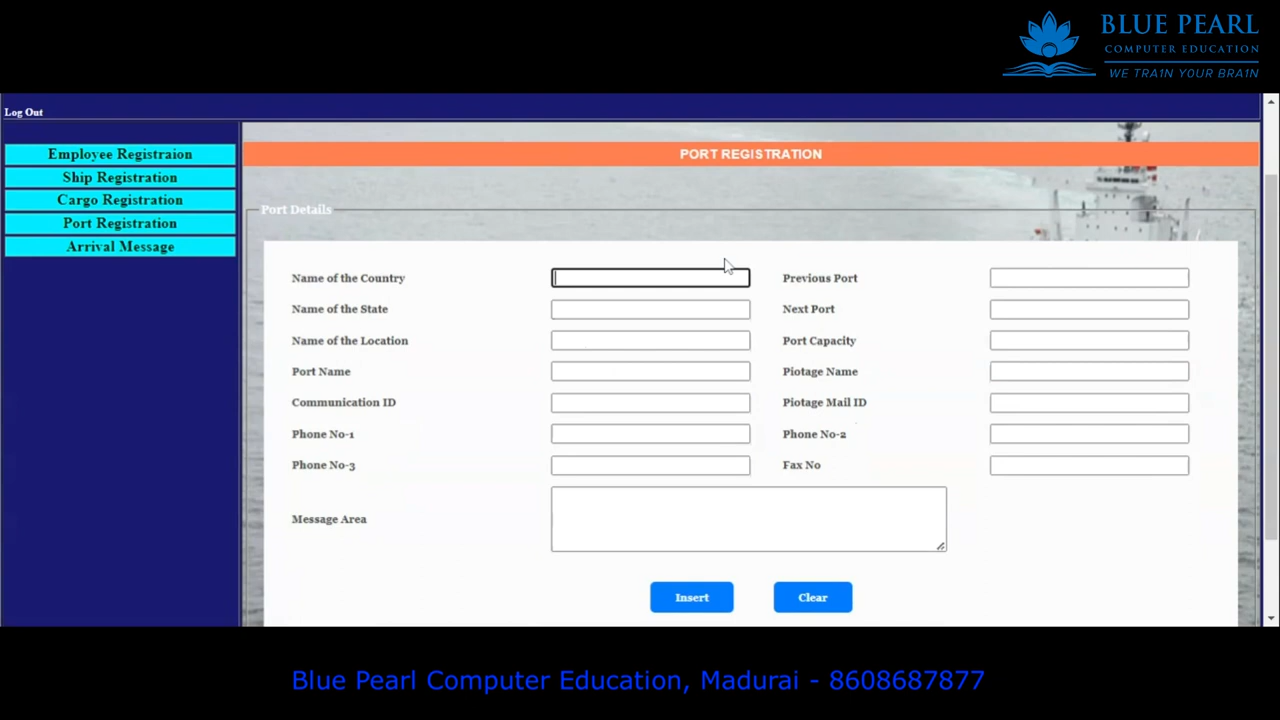 BLUE PEARL
COMPUTER EDUCATION
WE TRAIN YOUR BRAIN
Log Out
Employee Registraion
Ship Registration
Cargo Registration
Port Registration
Arrival Message
PORT REGISTRATION
Port Details
Name of the Country
Previous Port
Name of the State
Next Port
Name of the Location
Port Capacity
Port Name
Piotage Name
Communication ID
Piotage Mail ID
Phone No-1
Phone No-2
Phone No-3
Fax No
Message Area
Insert
Clear
Blue Pearl Computer Education, Madurai - 8608687877